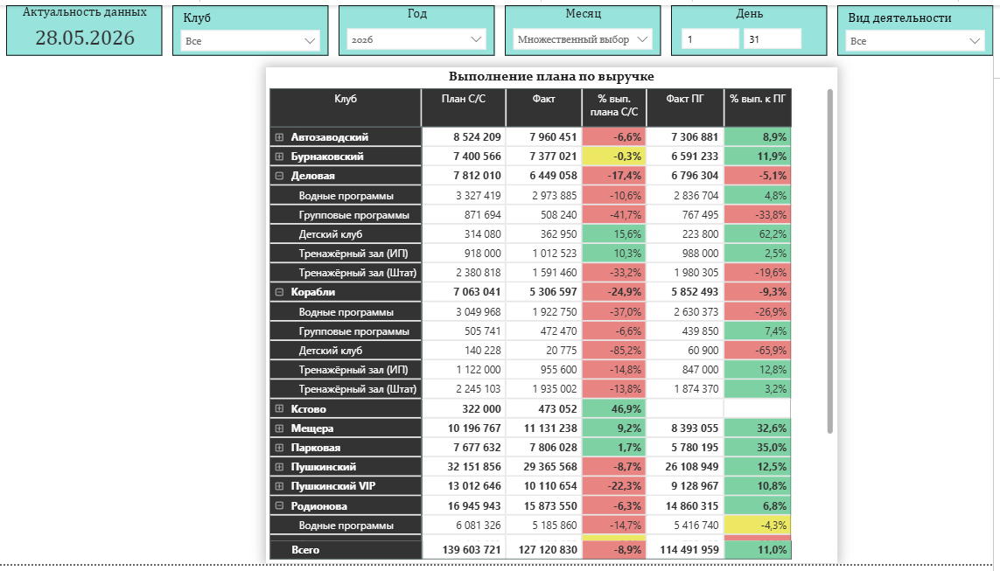 Актуальность данных
28.05.2026
Клуб
Все
Год
2026
Месяц
Множественный выбор
День
1 31
Вид деятельности
Все
Выполнение плана по выручке
Клуб План С/С Факт % вып. плана С/С Факт ПГ % вып. к ПГ
Автозаводский 8 524 209 7 960 451 -6,6% 7 306 881 8,9%
Бурнаковский 7 400 566 7 377 021 -0,3% 6 591 233 11,9%
Деловая 7 812 010 6 449 058 -17,4% 6 796 304 -5,1%
Водные программы 3 327 419 2 973 885 -10,6% 2 836 704 4,8%
Групповые программы 871 694 508 240 -41,7% 767 495 -33,8%
Детский клуб 314 080 362 950 15,6% 223 800 62,2%
Тренажёрный зал (ИП) 918 000 1 012 523 10,3% 988 000 2,5%
Тренажёрный зал (Штат) 2 380 818 1 591 460 -33,2% 1 980 305 -19,6%
Корабли 7 063 041 5 306 597 -24,9% 5 852 493 -9,3%
Водные программы 3 049 968 1 922 750 -37,0% 2 630 373 -26,9%
Групповые программы 505 741 472 470 -6,6% 439 850 7,4%
Детский клуб 140 228 20 775 -85,2% 60 900 -65,9%
Тренажёрный зал (ИП) 1 122 000 955 600 -14,8% 847 000 12,8%
Тренажёрный зал (Штат) 2 245 103 1 935 002 -13,8% 1 874 370 3,2%
Кстово 322 000 473 052 46,9%
Мещера 10 196 767 11 131 238 9,2% 8 393 055 32,6%
Парковая 7 677 632 7 806 028 1,7% 5 780 195 35,0%
Пушкинский 32 151 856 29 365 568 -8,7% 26 108 949 12,5%
Пушкинский VIP 13 012 646 10 110 654 -22,3% 9 128 967 10,8%
Родионова 16 945 943 15 873 550 -6,3% 14 860 315 6,8%
Водные программы 6 081 326 5 185 860 -14,7% 5 416 740 -4,3%
Всего 139 603 721 127 120 830 -8,9% 114 491 959 11,0%